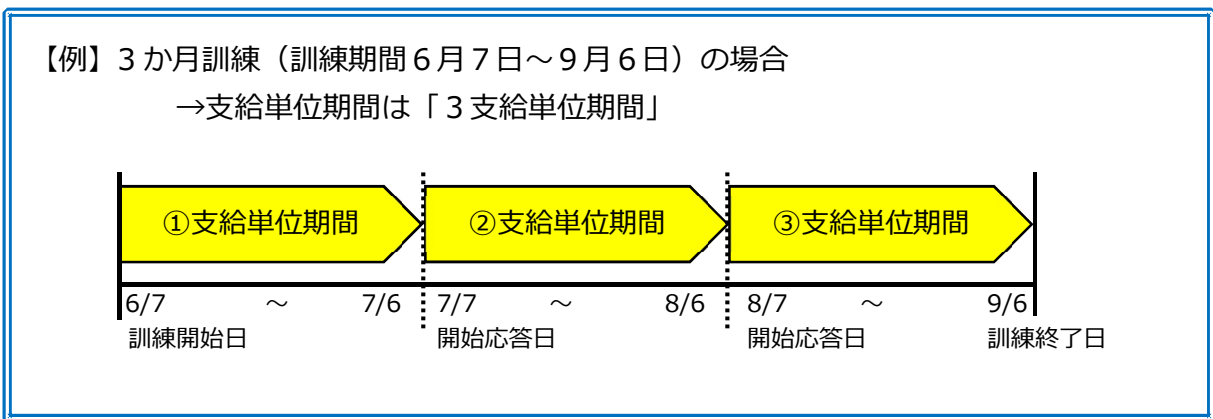 【例】３か月訓練（訓練期間６月７日～９月６日）の場合
→支給単位期間は「３支給単位期間」
①支給単位期間 ②支給単位期間 ③支給単位期間
6/7 ～ 7/6 7/7 ～ 8/6 8/7 ～ 9/6
訓練開始日 開始応答日 開始応答日 訓練終了日